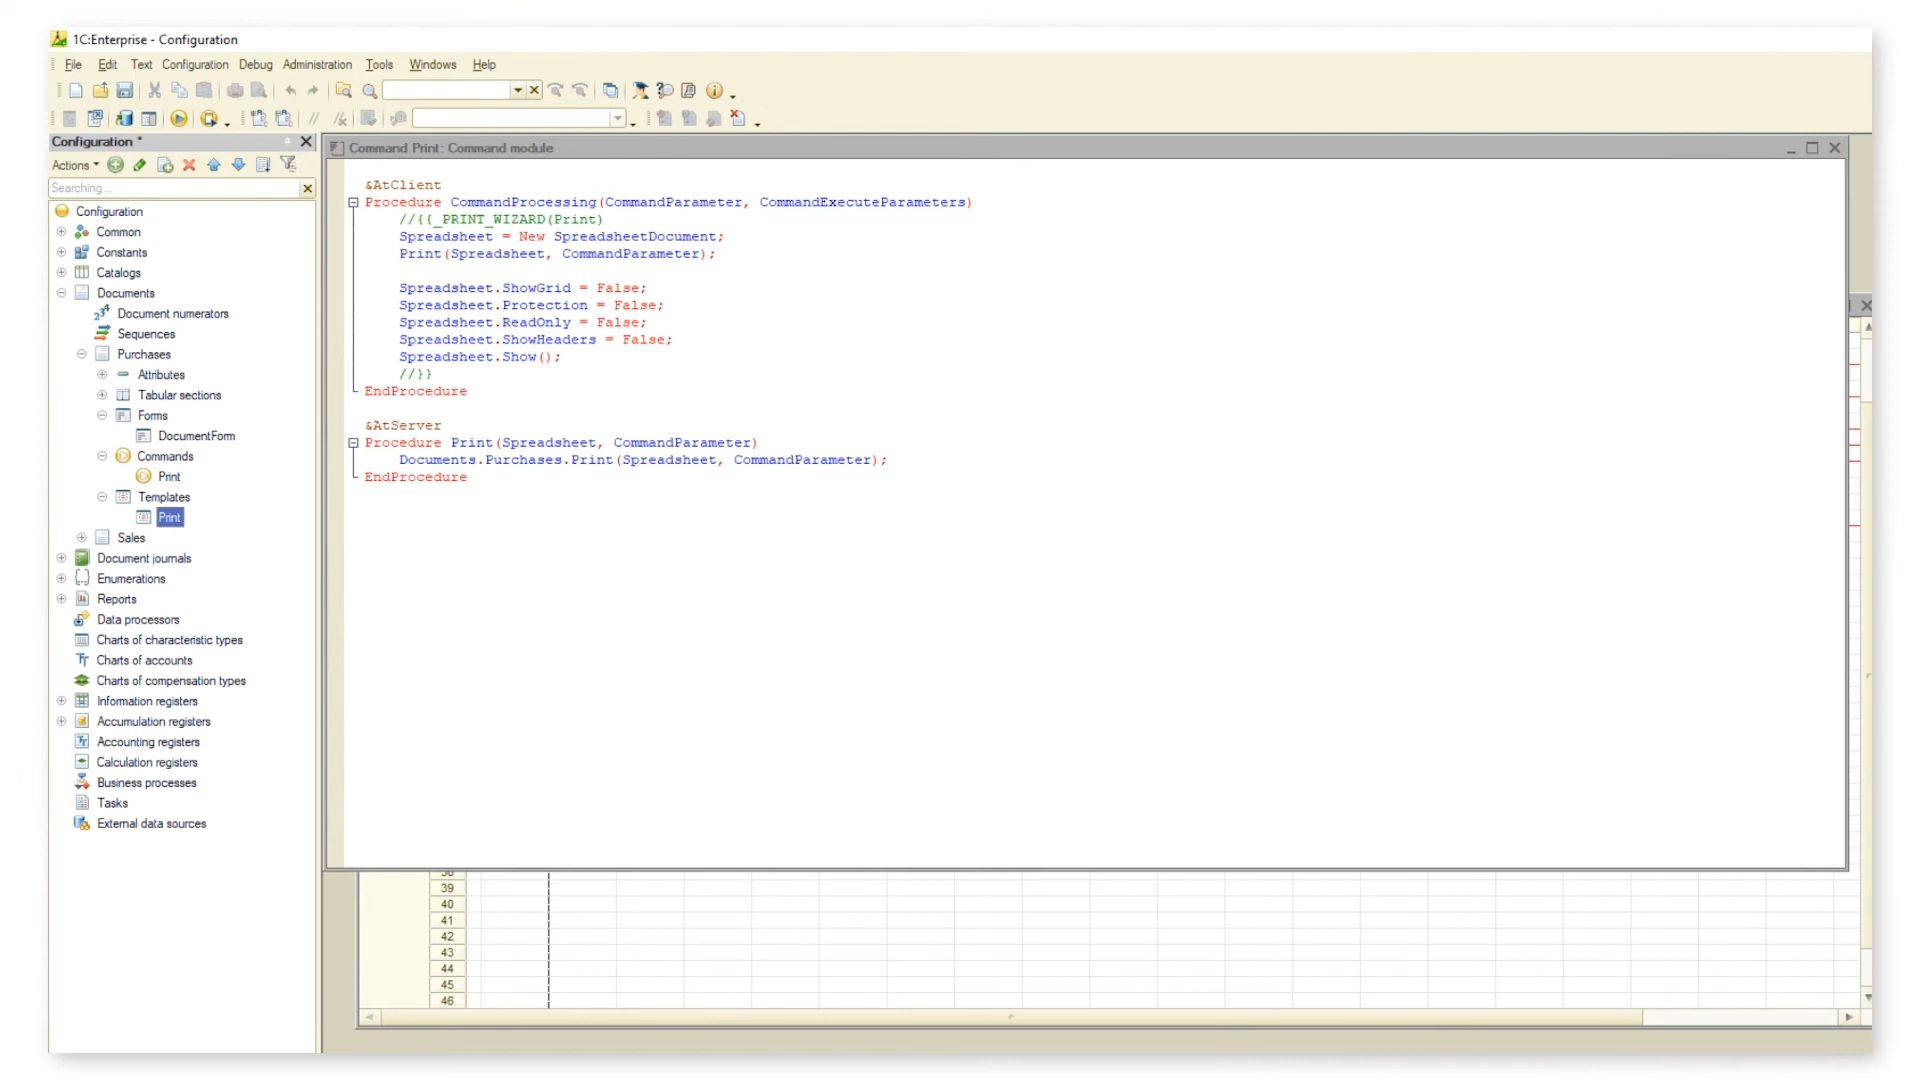 1C:Enterprise - Configuration
File Edit Text Configuration Debug Administration Tools Windows Help
Configuration *
Actions
Searching...
Configuration
Common
Constants
Catalogs
Documents
Document numerators
Sequences
Purchases
Attributes
Tabular sections
Forms
DocumentForm
Commands
Print
Templates
Print
Sales
Document journals
Enumerations
Reports
Data processors
Charts of characteristic types
Charts of accounts
Charts of compensation types
Information registers
Accumulation registers
Accounting registers
Calculation registers
Business processes
Tasks
External data sources
Command Print: Command module
&AtClient
Procedure CommandProcessing(CommandParameter, CommandExecuteParameters)
//{{_PRINT_WIZARD(Print)
Spreadsheet = New SpreadsheetDocument;
Print(Spreadsheet, CommandParameter);
Spreadsheet.ShowGrid = False;
Spreadsheet.Protection = False;
Spreadsheet.ReadOnly = False;
Spreadsheet.ShowHeaders = False;
Spreadsheet.Show();
//}}
EndProcedure
&AtServer
Procedure Print(Spreadsheet, CommandParameter)
Documents.Purchases.Print(Spreadsheet, CommandParameter);
EndProcedure
38
39
40
41
42
43
44
45
46